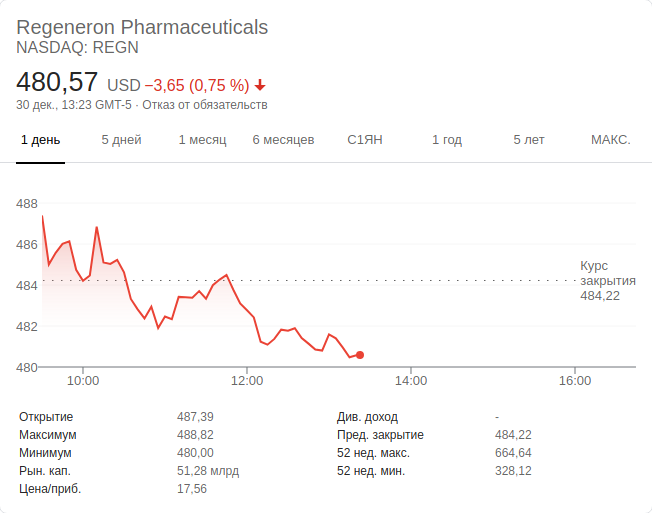 Regeneron Pharmaceuticals
NASDAQ: REGN
480,57 USD −3,65 (0,75 %)
30 дек., 13:23 GMT-5 · Отказ от обязательств
1 день 5 дней 1 месяц 6 месяцев С1ЯН 1 год 5 лет МАКС.
488
486
484
482
480
Курс
закрытия
484,22
10:00 12:00 14:00 16:00
Открытие 487,39 Див. доход -
Максимум 488,82 Пред. закрытие 484,22
Минимум 480,00 52 нед. макс. 664,64
Рын. кап. 51,28 млрд 52 нед. мин. 328,12
Цена/приб. 17,56